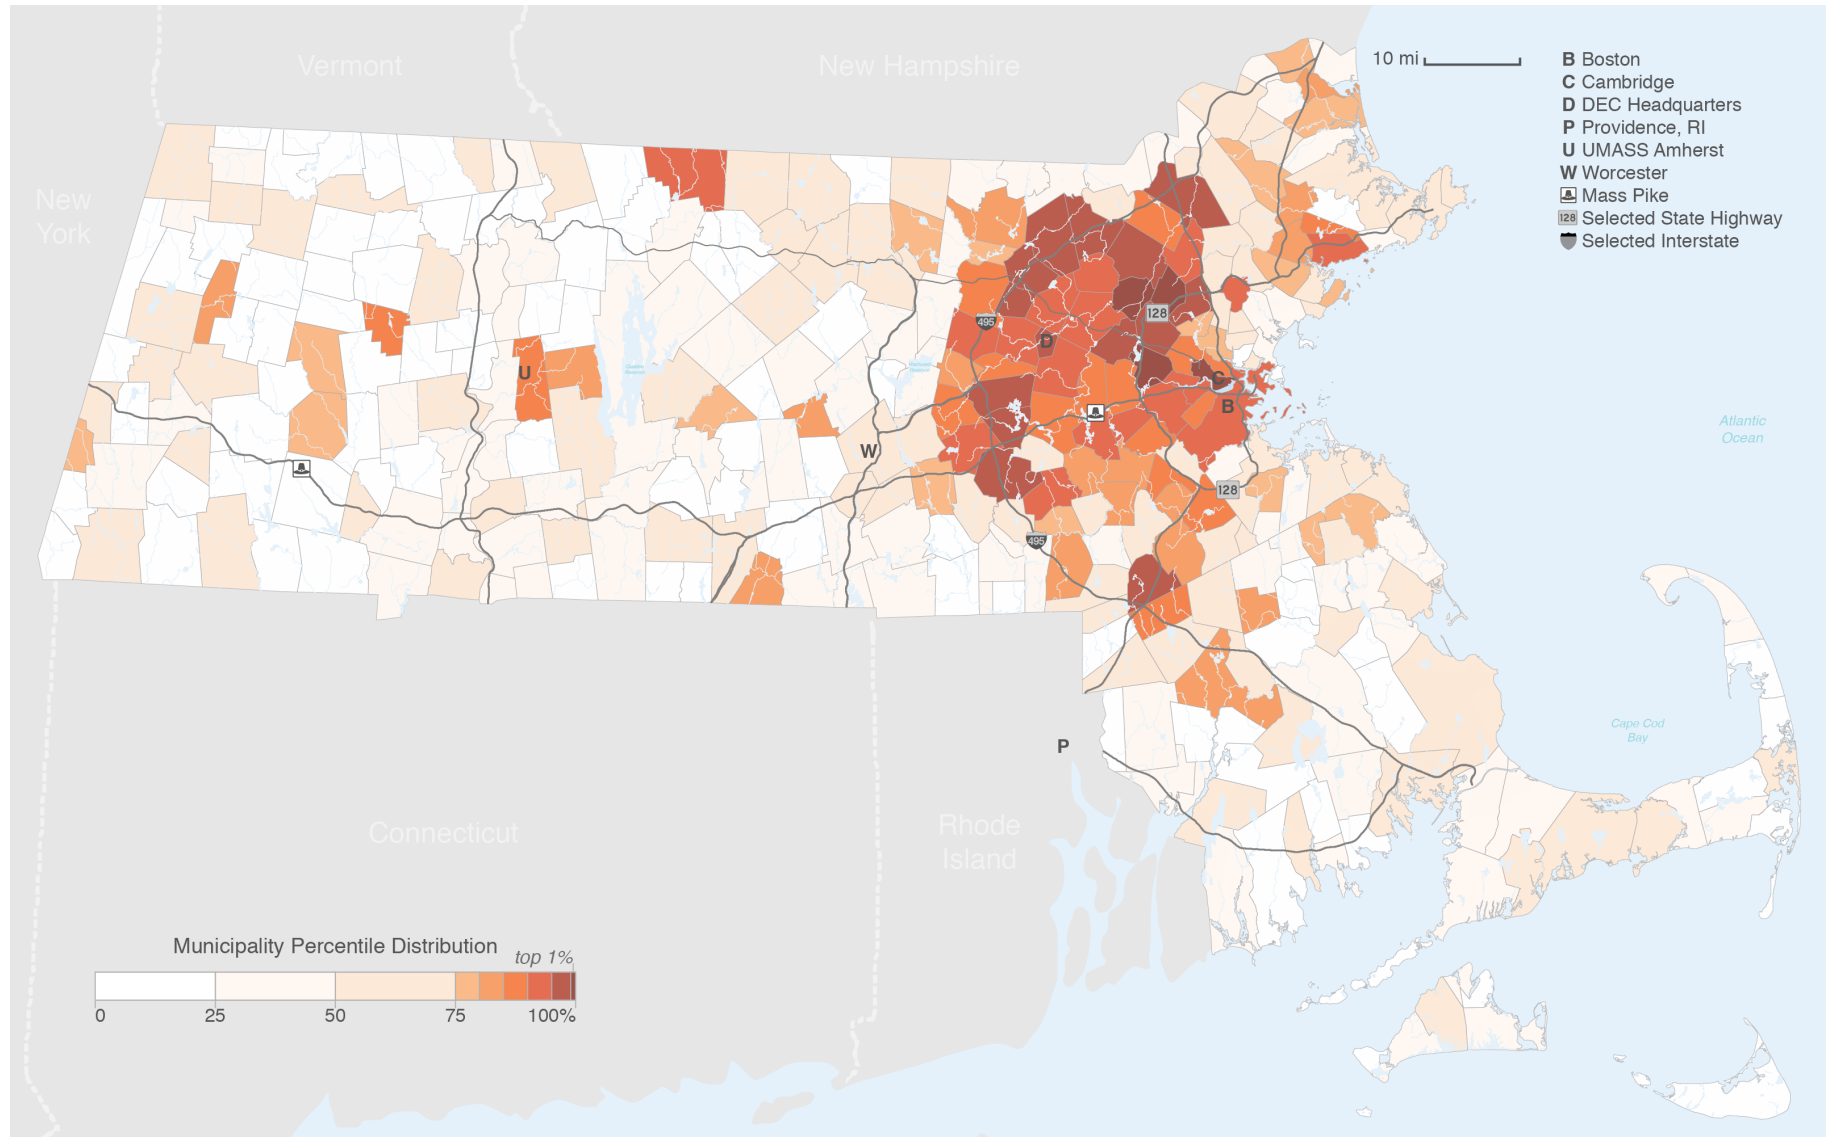 Vermont
New Hampshire
New
York
10 mi
B Boston
C Cambridge
D DEC Headquarters
P Providence, RI
U UMASS Amherst
W Worcester
Mass Pike
128 Selected State Highway
Selected Interstate
128
495
D
U
C
B
W
128
495
Atlantic
Ocean
Cape Cod
Bay
P
Connecticut
Rhode
Island
Municipality Percentile Distribution
top 1%
0 25 50 75 100%